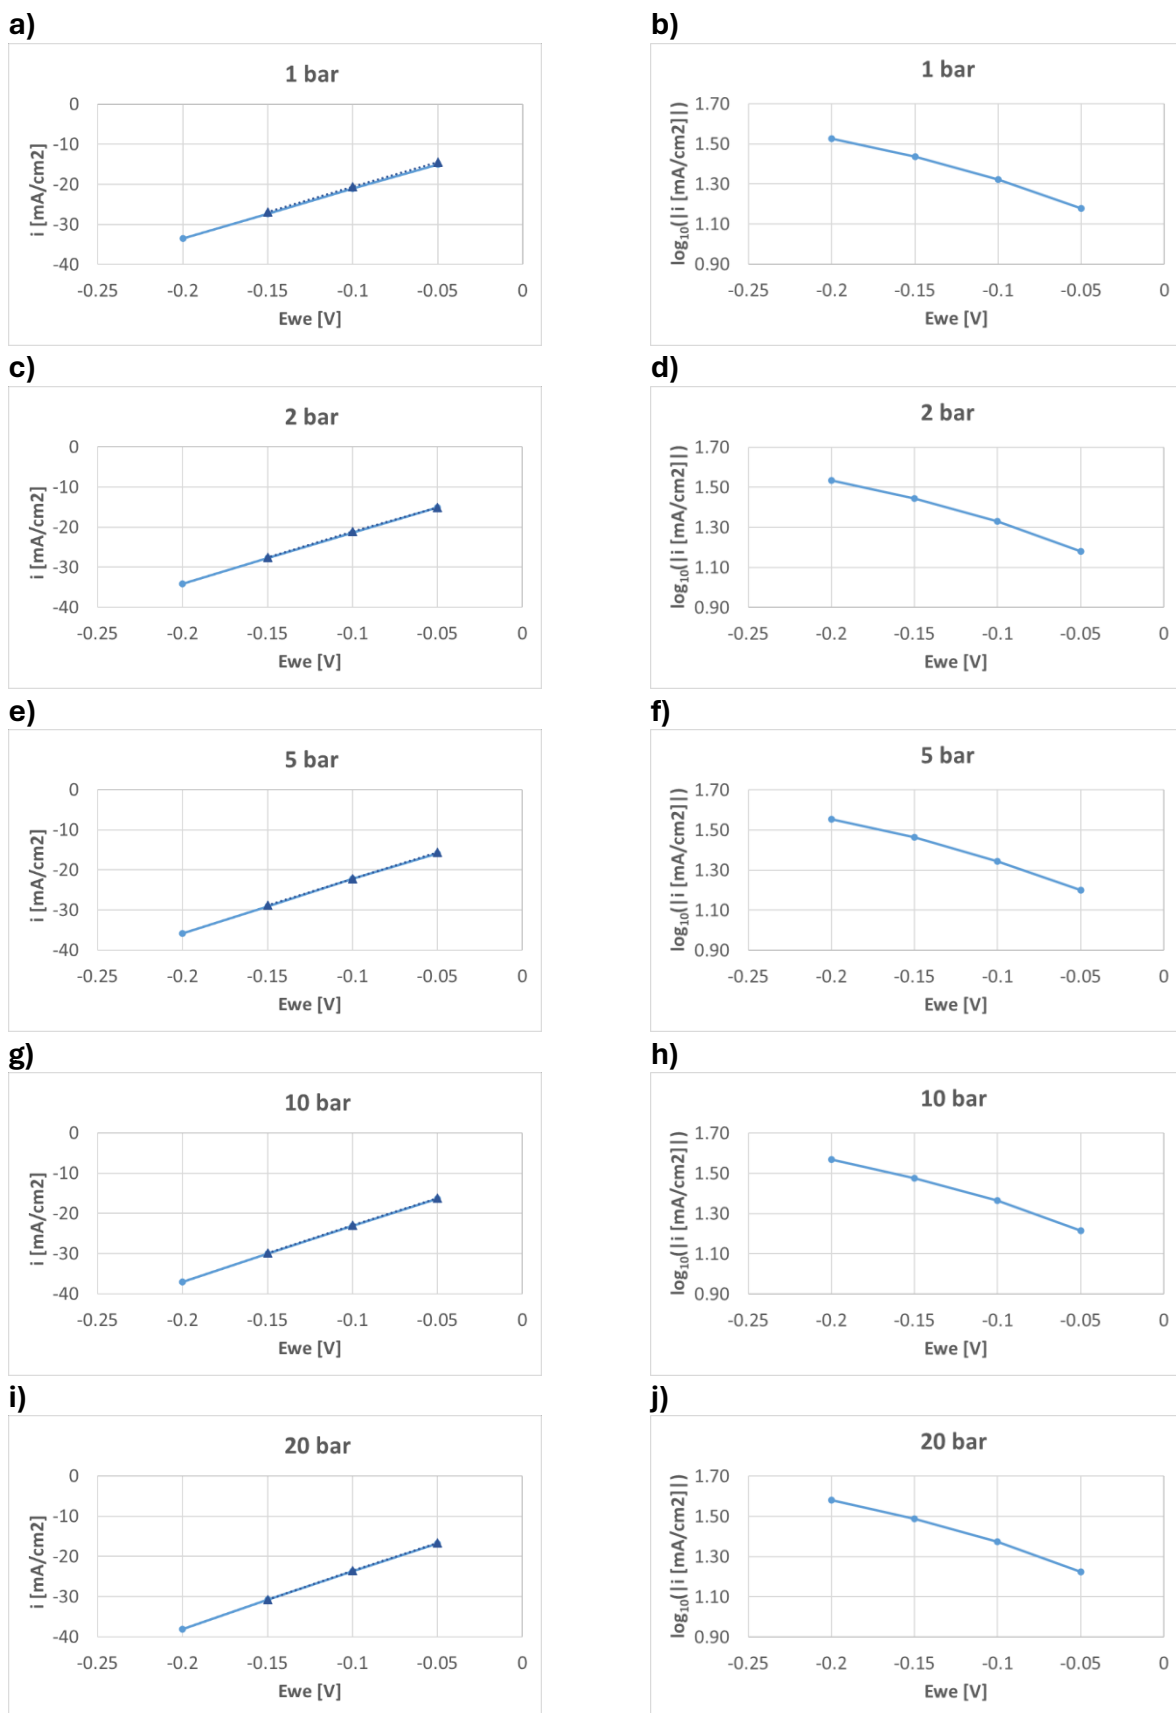 a)
1 bar
i [mA/cm2]
0
-10
-20
-30
-40
-0.25 -0.2 -0.15 -0.1 -0.05 0
Ewe [V]
b)
1 bar
log₁₀(|i [mA/cm2]|)
1.70
1.50
1.30
1.10
0.90
-0.25 -0.2 -0.15 -0.1 -0.05 0
Ewe [V]
c)
2 bar
i [mA/cm2]
0
-10
-20
-30
-40
-0.25 -0.2 -0.15 -0.1 -0.05 0
Ewe [V]
d)
2 bar
log₁₀(|i [mA/cm2]|)
1.70
1.50
1.30
1.10
0.90
-0.25 -0.2 -0.15 -0.1 -0.05 0
Ewe [V]
e)
5 bar
i [mA/cm2]
0
-10
-20
-30
-40
-0.25 -0.2 -0.15 -0.1 -0.05 0
Ewe [V]
f)
5 bar
log₁₀(|i [mA/cm2]|)
1.70
1.50
1.30
1.10
0.90
-0.25 -0.2 -0.15 -0.1 -0.05 0
Ewe [V]
g)
10 bar
i [mA/cm2]
0
-10
-20
-30
-40
-0.25 -0.2 -0.15 -0.1 -0.05 0
Ewe [V]
h)
10 bar
log₁₀(|i [mA/cm2]|)
1.70
1.50
1.30
1.10
0.90
-0.25 -0.2 -0.15 -0.1 -0.05 0
Ewe [V]
i)
20 bar
i [mA/cm2]
0
-10
-20
-30
-40
-0.25 -0.2 -0.15 -0.1 -0.05 0
Ewe [V]
j)
20 bar
log₁₀(|i [mA/cm2]|)
1.70
1.50
1.30
1.10
0.90
-0.25 -0.2 -0.15 -0.1 -0.05 0
Ewe [V]